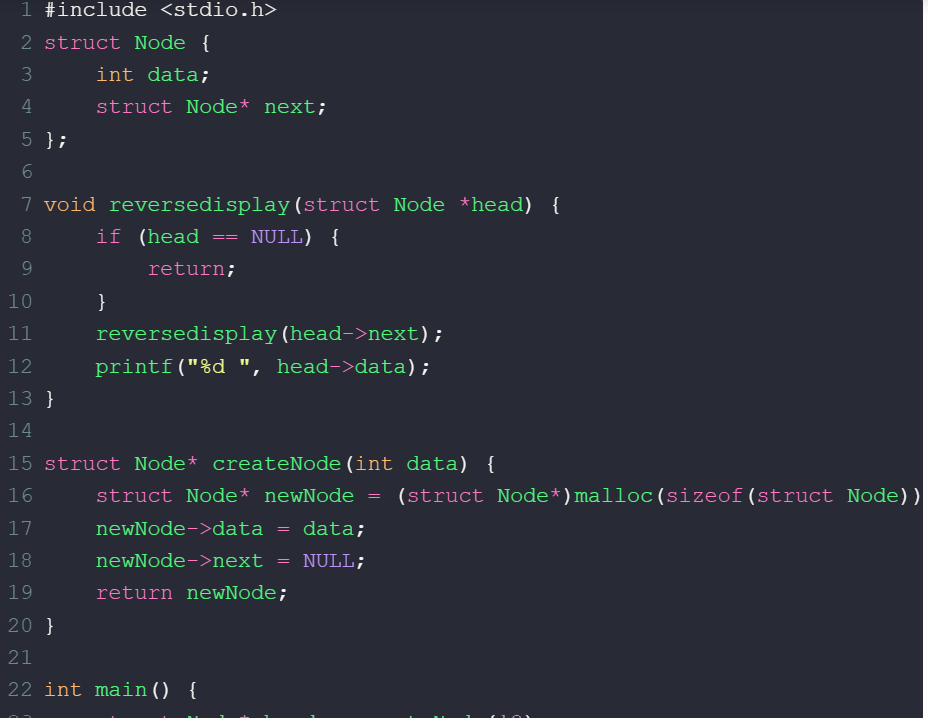 1 #include <stdio.h>
2 struct Node {
3     int data;
4     struct Node* next;
5 };
6
7 void reversedisplay(struct Node *head) {
8     if (head == NULL) {
9         return;
10     }
11     reversedisplay(head->next);
12     printf("%d ", head->data);
13 }
14
15 struct Node* createNode(int data) {
16     struct Node* newNode = (struct Node*)malloc(sizeof(struct Node))
17     newNode->data = data;
18     newNode->next = NULL;
19     return newNode;
20 }
21
22 int main() {